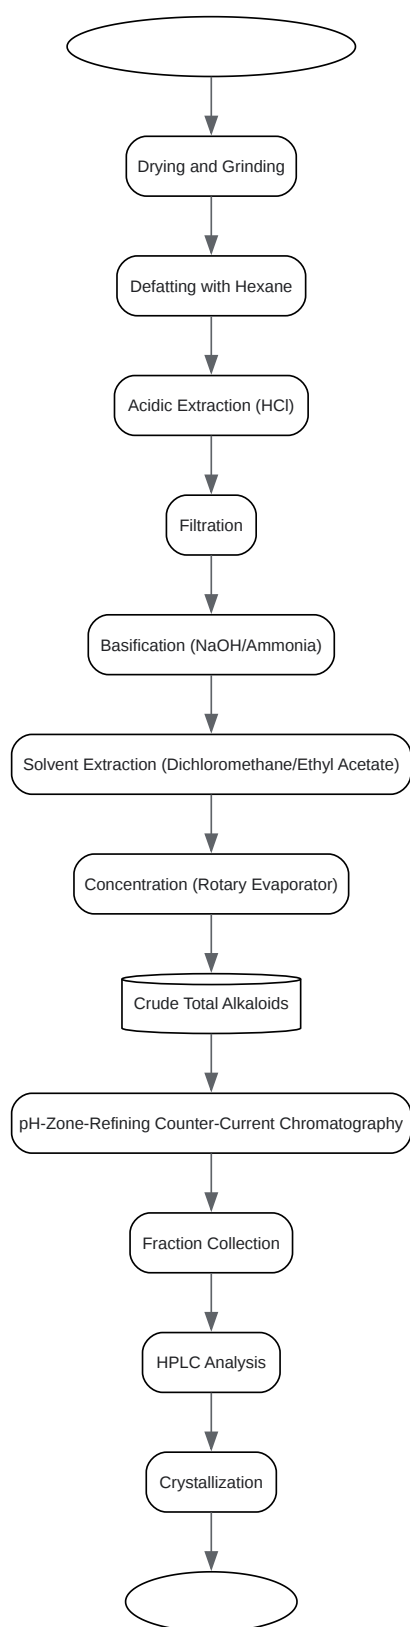 Drying and Grinding
Defatting with Hexane
Acidic Extraction (HCl)
Filtration
Basification (NaOH/Ammonia)
Solvent Extraction (Dichloromethane/Ethyl Acetate)
Concentration (Rotary Evaporator)
Crude Total Alkaloids
pH-Zone-Refining Counter-Current Chromatography
Fraction Collection
HPLC Analysis
Crystallization